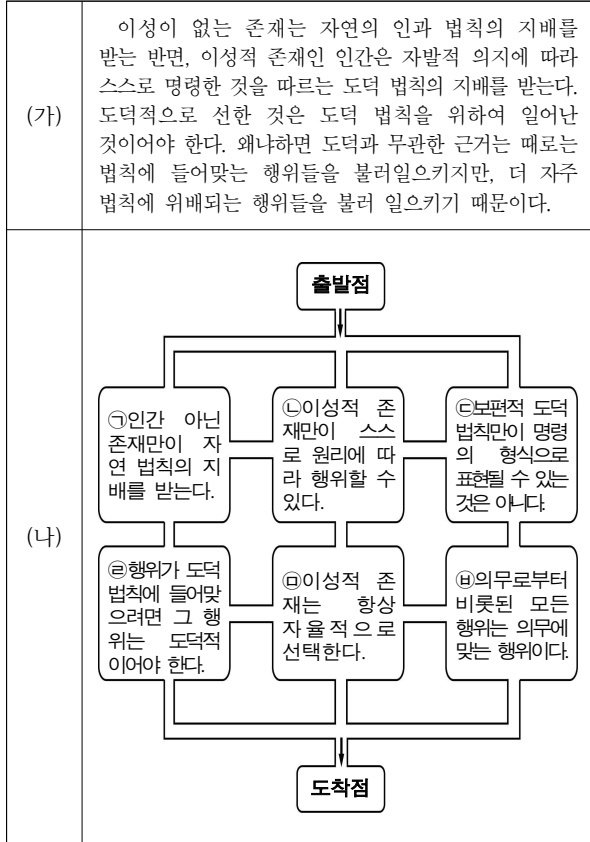 (가)
이성이 없는 존재는 자연의 인과 법칙의 지배를
받는 반면, 이성적 존재인 인간은 자발적 의지에 따라
스스로 명령한 것을 따르는 도덕 법칙의 지배를 받는다.
도덕적으로 선한 것은 도덕 법칙을 위하여 일어난
것이어야 한다. 왜냐하면 도덕과 무관한 근거는 때로는
법칙에 들어맞는 행위들을 불러일으키지만, 더 자주
법칙에 위배되는 행위들을 불러 일으키기 때문이다.
(나)
출발점
㉠인간 아닌
존재만이 자
연 법칙의 지
배를 받는다.
㉡이성적 존
재만이 스스
로 원리에 따
라 행위할 수
있다.
㉢보편적 도덕
법칙만이 명령
의 형식으로
표현될 수 있는
것은 아니다.
㉣행위가 도덕
법칙에 들어맞
으려면 그 행
위는 도덕적
이어야 한다.
㉤이성적 존
재는 항상
자율적으로
선택한다.
㉥의무로부터
비롯된 모든
행위는 의무에
맞는 행위이다.
도착점